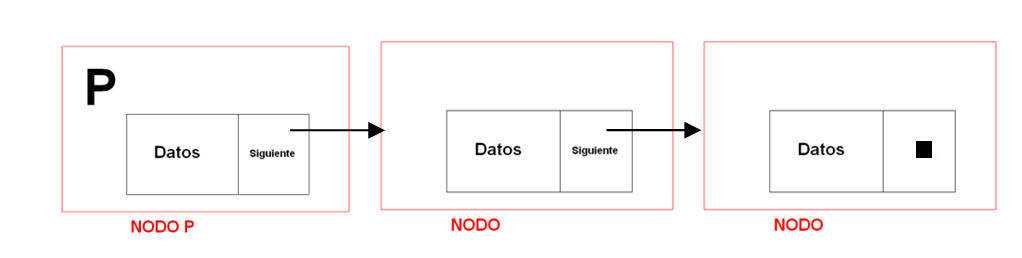 P
Datos
Siguiente
NODO P
Datos
Siguiente
NODO
Datos
NODO